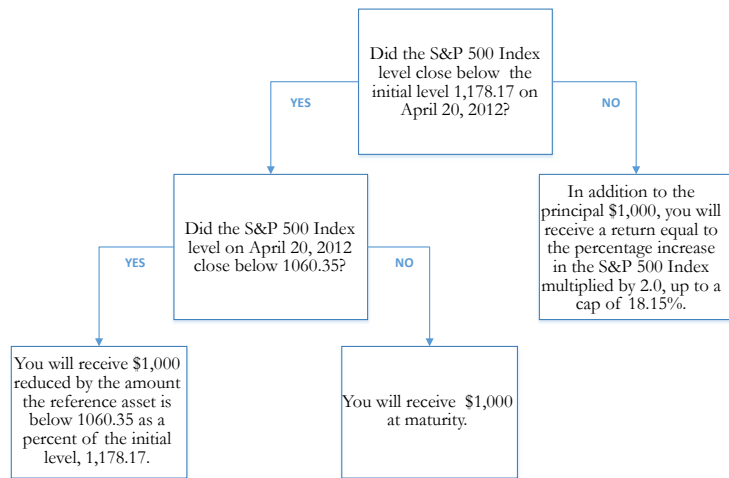 Did the S&P 500 Index
level close below the
initial level 1,178.17 on
April 20, 2012?
YES
NO
Did the S&P 500 Index
level on April 20, 2012
close below 1060.35?
In addition to the
principal $1,000, you will
receive a return equal to
the percentage increase
in the S&P 500 Index
multiplied by 2.0, up to a
cap of 18.15%.
YES
NO
You will receive $1,000
reduced by the amount
the reference asset is
below 1060.35 as a
percent of the initial
level, 1,178.17.
You will receive $1,000
at maturity.